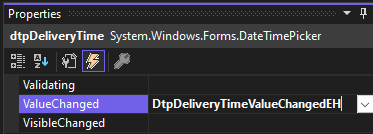 Properties
dtpDeliveryTime System.Windows.Forms.DateTimePicker
Validating
ValueChanged DtpDeliveryTimeValueChangedEH
VisibleChanged